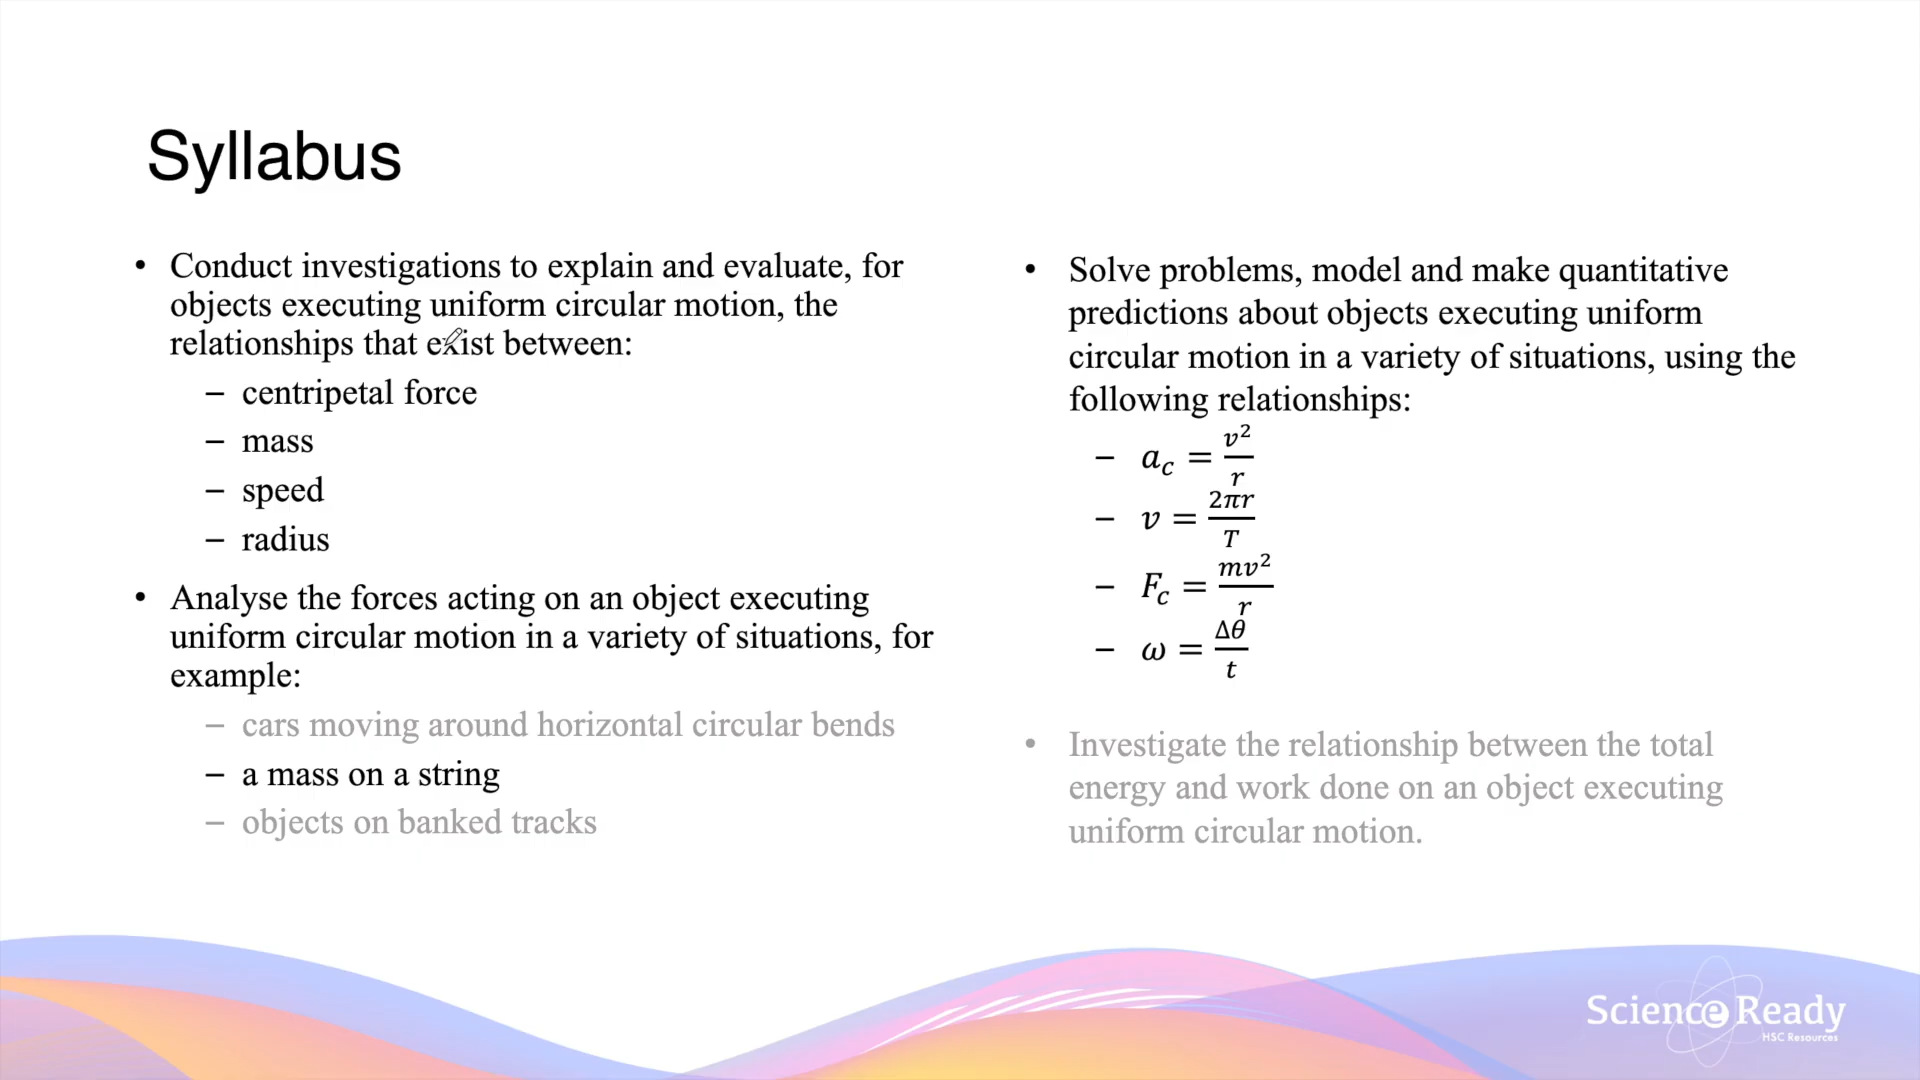 Syllabus
• Conduct investigations to explain and evaluate, for
objects executing uniform circular motion, the
relationships that exist between:
– centripetal force
– mass
– speed
– radius
• Analyse the forces acting on an object executing
uniform circular motion in a variety of situations, for
example:
– cars moving around horizontal circular bends
– a mass on a string
– objects on banked tracks
• Solve problems, model and make quantitative
predictions about objects executing uniform
circular motion in a variety of situations, using the
following relationships:
– a_c = v²/r
– v = 2πr/T
– F_c = mv²/r
– ω = Δθ/t
• Investigate the relationship between the total
energy and work done on an object executing
uniform circular motion.
Science Ready
HSC Resources